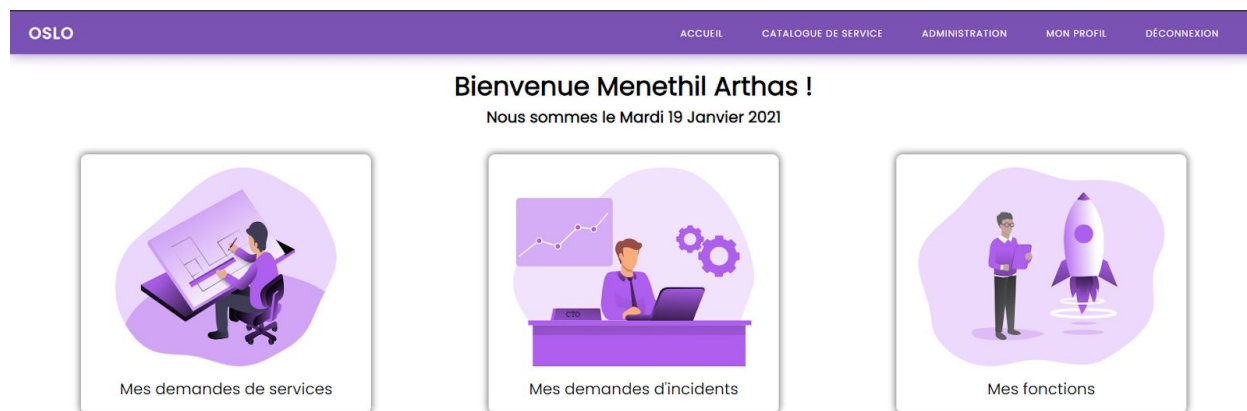 OSLO ACCUEIL CATALOGUE DE SERVICE ADMINISTRATION MON PROFIL DÉCONNEXION
Bienvenue Menethil Arthas !
Nous sommes le Mardi 19 Janvier 2021
CTO
Mes demandes de services Mes demandes d'incidents Mes fonctions